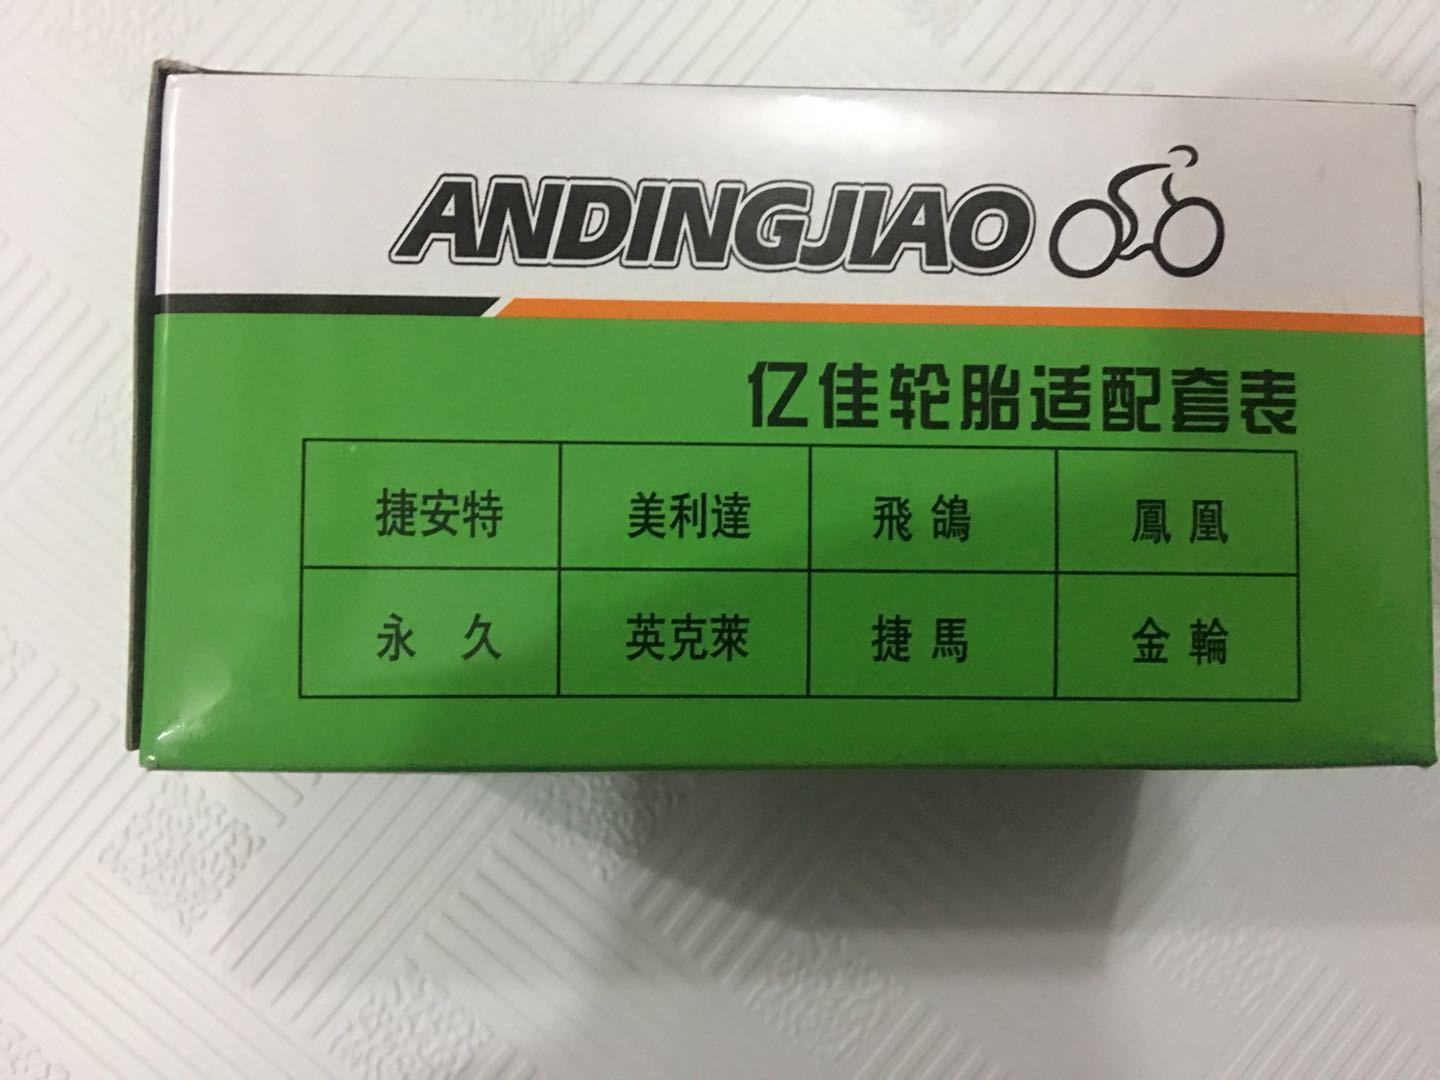 ANDINGJIAO
亿佳轮胎适配套表
捷安特 美利達 飛鴿 鳳凰
永久 英克萊 捷馬 金輪